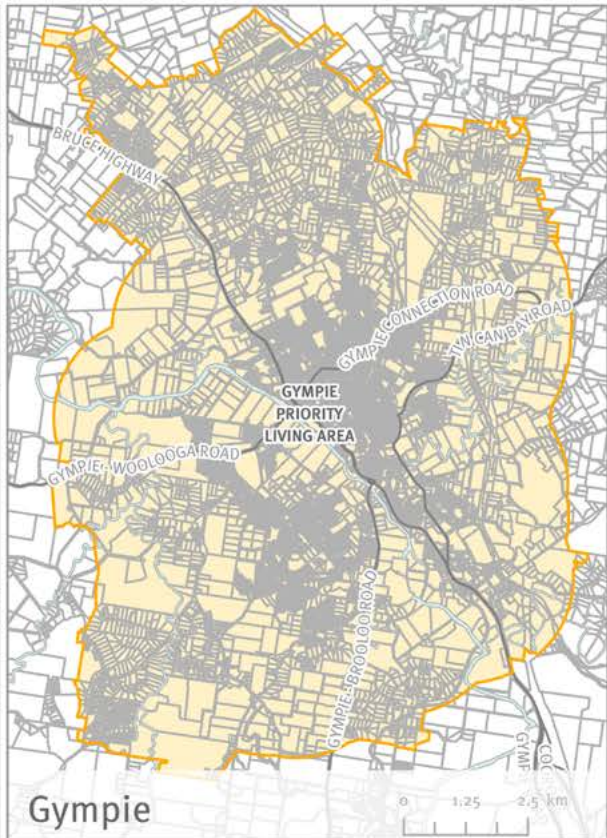 BRUCE HIGHWAY
GYMPIE CONNECTION ROAD
TIN CAN BAY ROAD
GYMPIE
PRIORITY
LIVING AREA
GYMPIE - WOOLOOGA ROAD
GYMPIE - BROOLOO ROAD
Gympie
0 1.25 2.5 km